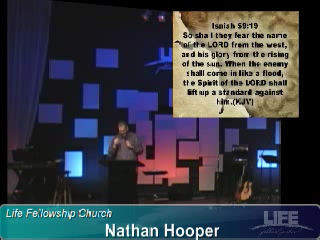 Isaiah 59:19
So shall they fear the name
of the LORD from the west,
and his glory from the rising
of the sun. When the enemy
shall come in like a flood,
the Spirit of the LORD shall
lift up a standard against
him.(KJV)
Life Fellowship Church
LIFE
Nathan Hooper